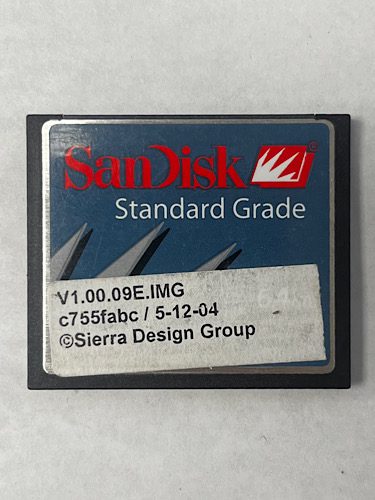 SanDisk ®
Standard Grade
V1.00.09E.IMG
c755fabc / 5-12-04
©Sierra Design Group